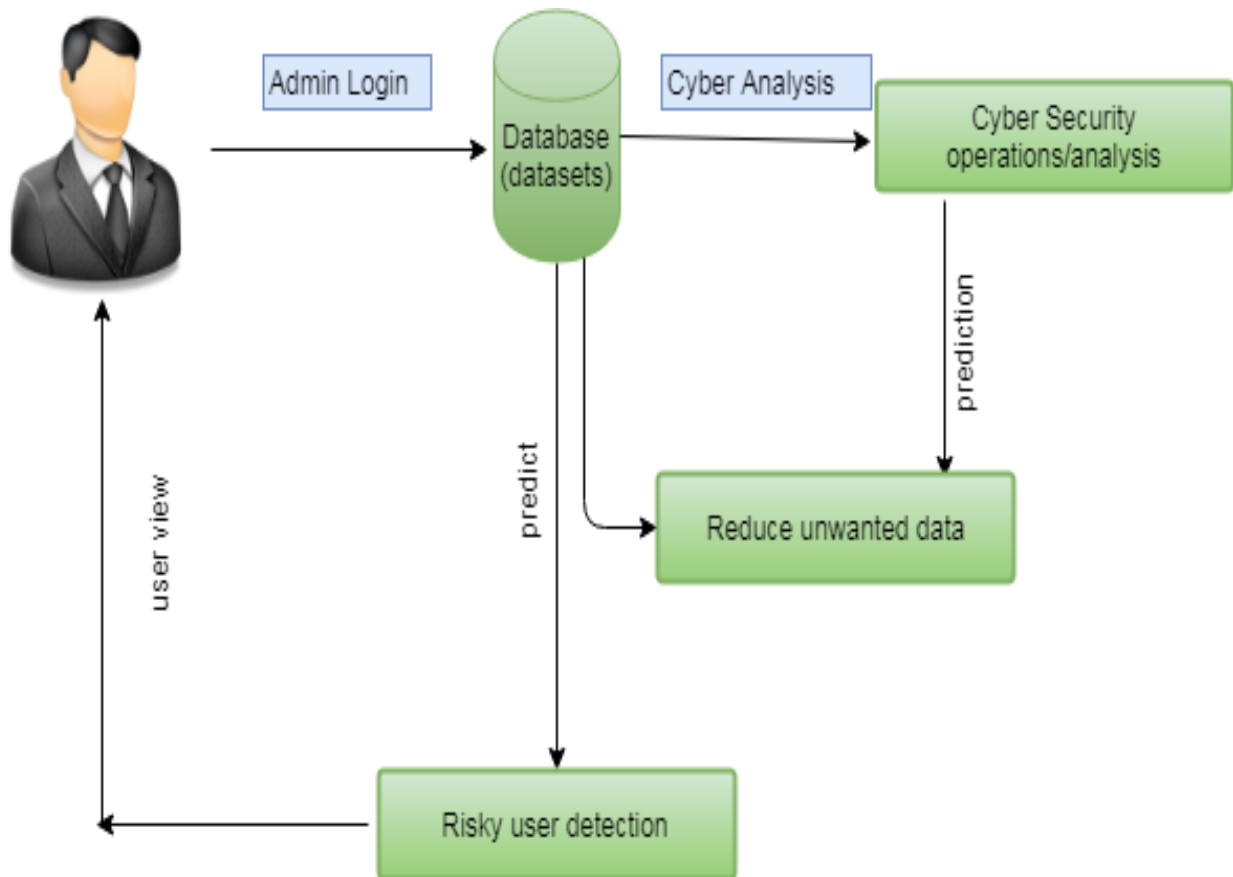 Admin Login
Database
(datasets)
Cyber Analysis
Cyber Security
operations/analysis
prediction
predict
Reduce unwanted data
user view
Risky user detection